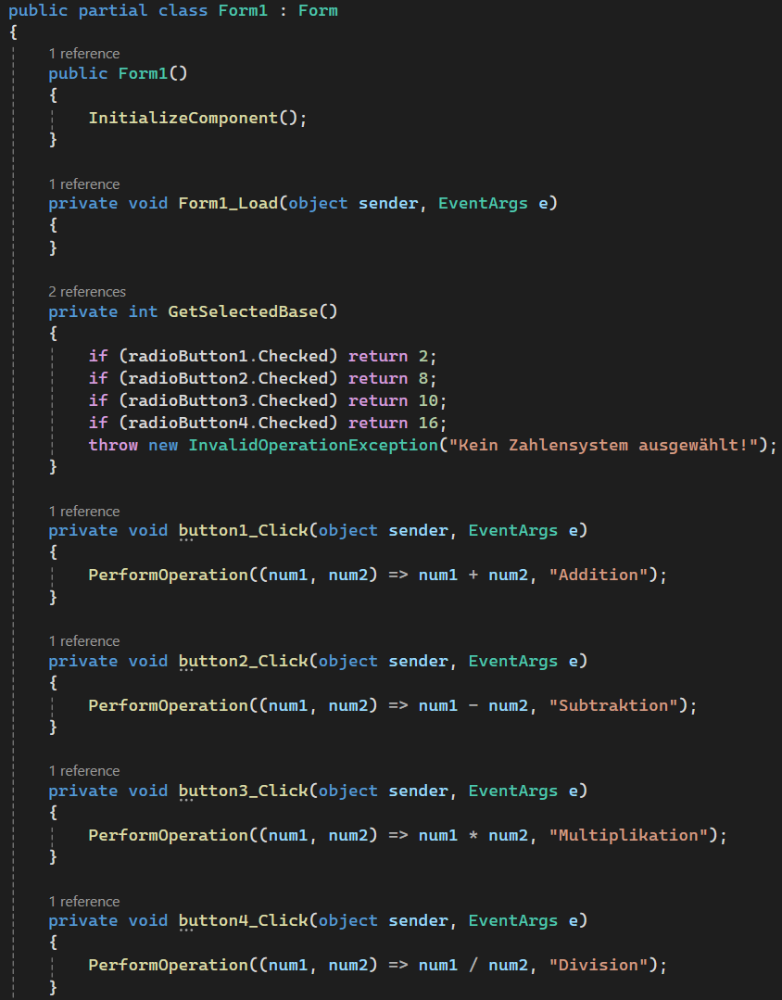 public partial class Form1 : Form
{
1 reference
public Form1()
{
InitializeComponent();
}
1 reference
private void Form1_Load(object sender, EventArgs e)
{
}
2 references
private int GetSelectedBase()
{
if (radioButton1.Checked) return 2;
if (radioButton2.Checked) return 8;
if (radioButton3.Checked) return 10;
if (radioButton4.Checked) return 16;
throw new InvalidOperationException("Kein Zahlensystem ausgewählt!");
}
1 reference
private void button1_Click(object sender, EventArgs e)
{
PerformOperation((num1, num2) => num1 + num2, "Addition");
}
1 reference
private void button2_Click(object sender, EventArgs e)
{
PerformOperation((num1, num2) => num1 - num2, "Subtraktion");
}
1 reference
private void button3_Click(object sender, EventArgs e)
{
PerformOperation((num1, num2) => num1 * num2, "Multiplikation");
}
1 reference
private void button4_Click(object sender, EventArgs e)
{
PerformOperation((num1, num2) => num1 / num2, "Division");
}